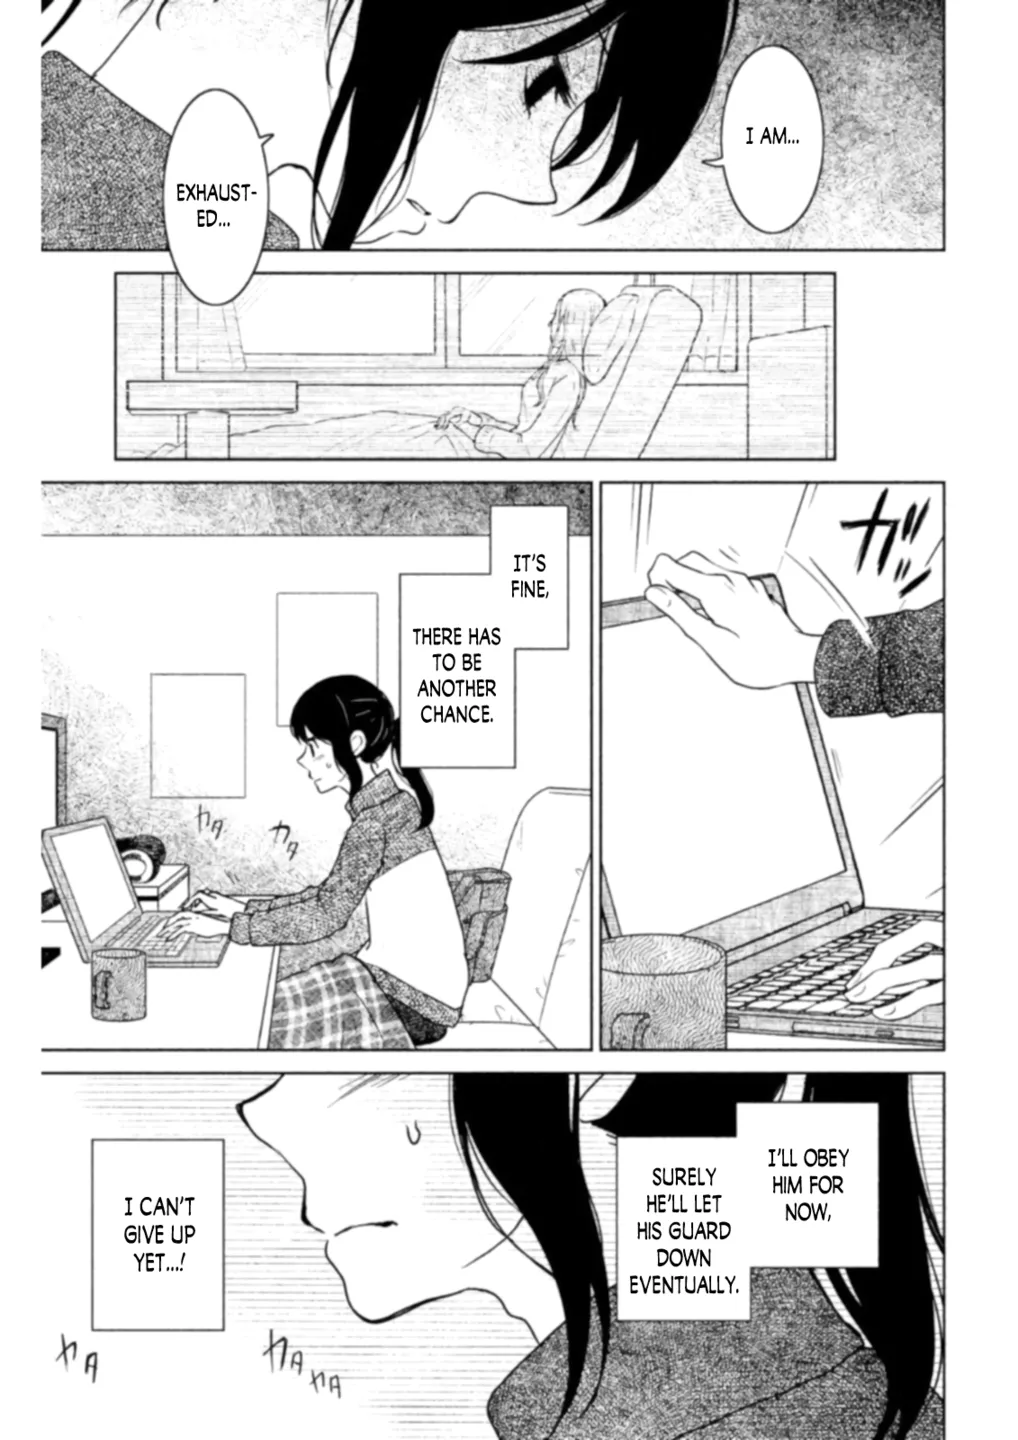 I AM...
EXHAUST-
ED...
ガッ
IT'S
FINE,
THERE HAS
TO BE
ANOTHER
CHANCE.
カタ
カタ
I'LL OBEY
HIM FOR
NOW,
SURELY
HE'LL LET
HIS GUARD
DOWN
EVENTUALLY.
I CAN'T
GIVE UP
YET...!
カタ
カタ
カタ